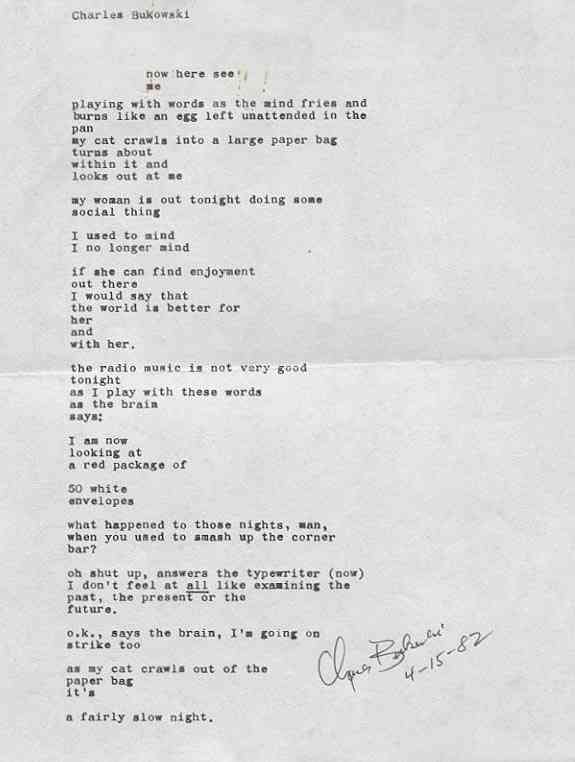 Charles Bukowski
now here see
me
playing with words as the mind fries and
burns like an egg left unattended in the
pan
my cat crawls into a large paper bag
turns about
within it and
looks out at me
my woman is out tonight doing some
social thing
I used to mind
I no longer mind
if she can find enjoyment
out there
I would say that
the world is better for
her
and
with her.
the radio music is not very good
tonight
as I play with these words
as the brain
says:
I am now
looking at
a red package of
50 white
envelopes
what happened to those nights, man,
when you used to smash up the corner
bar?
oh shut up, answers the typewriter (now)
I don't feel at all like examining the
past, the present or the
future.
o.k., says the brain, I'm going on
strike too
as my cat crawls out of the
paper bag
it's
a fairly slow night.
Charles Bukowski
4-15-82